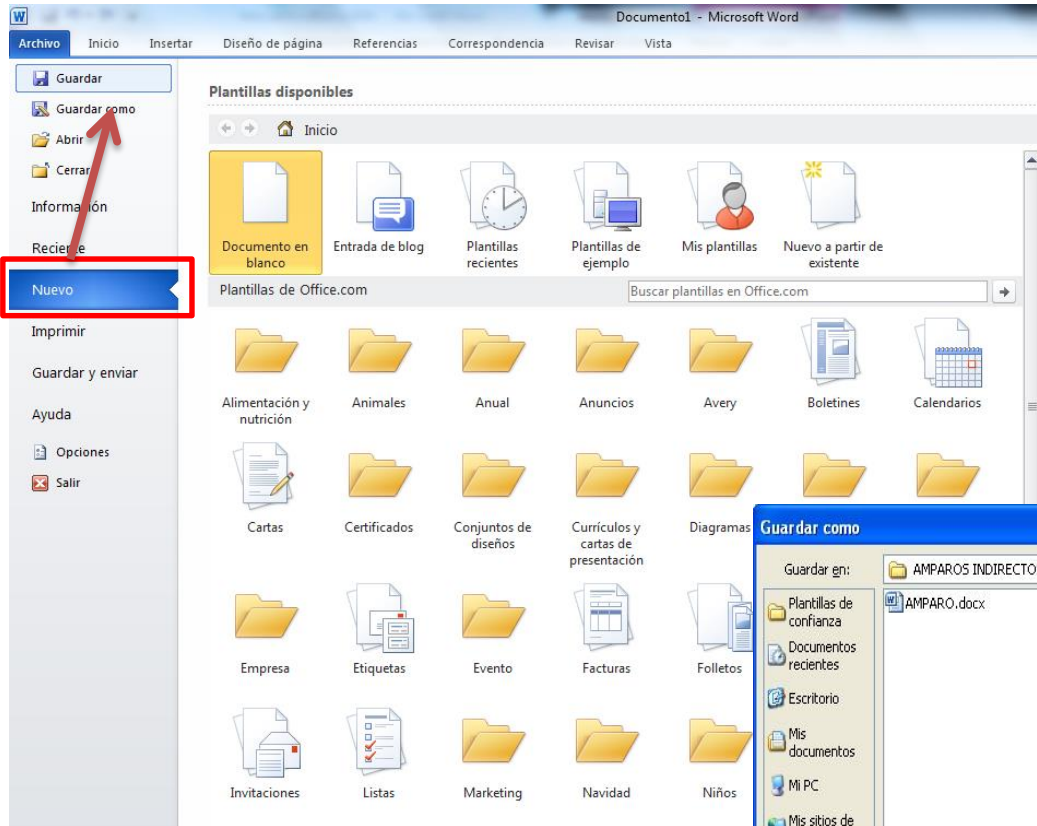 W
Documento1 - Microsoft Word
Archivo Inicio Insertar Diseño de página Referencias Correspondencia Revisar Vista
Guardar
Guardar como
Abrir
Cerrar
Información
Reciente
Nuevo
Imprimir
Guardar y enviar
Ayuda
Opciones
Salir
Plantillas disponibles
Inicio
Documento en
blanco
Entrada de blog
Plantillas
recientes
Plantillas de
ejemplo
Mis plantillas
Nuevo a partir de
existente
Plantillas de Office.com
Buscar plantillas en Office.com
Alimentación y
nutrición
Animales
Anual
Anuncios
Avery
Boletines
Calendarios
Cartas
Certificados
Conjuntos de
diseños
Currículos y
cartas de
presentación
Diagramas
Empresa
Etiquetas
Evento
Facturas
Folletos
Invitaciones
Listas
Marketing
Navidad
Niños
Guardar como
Guardar en:
AMPAROS INDIRECTO
Plantillas de
confianza
Documentos
recientes
Escritorio
Mis
documentos
Mi PC
Mis sitios de
AMPARO.docx